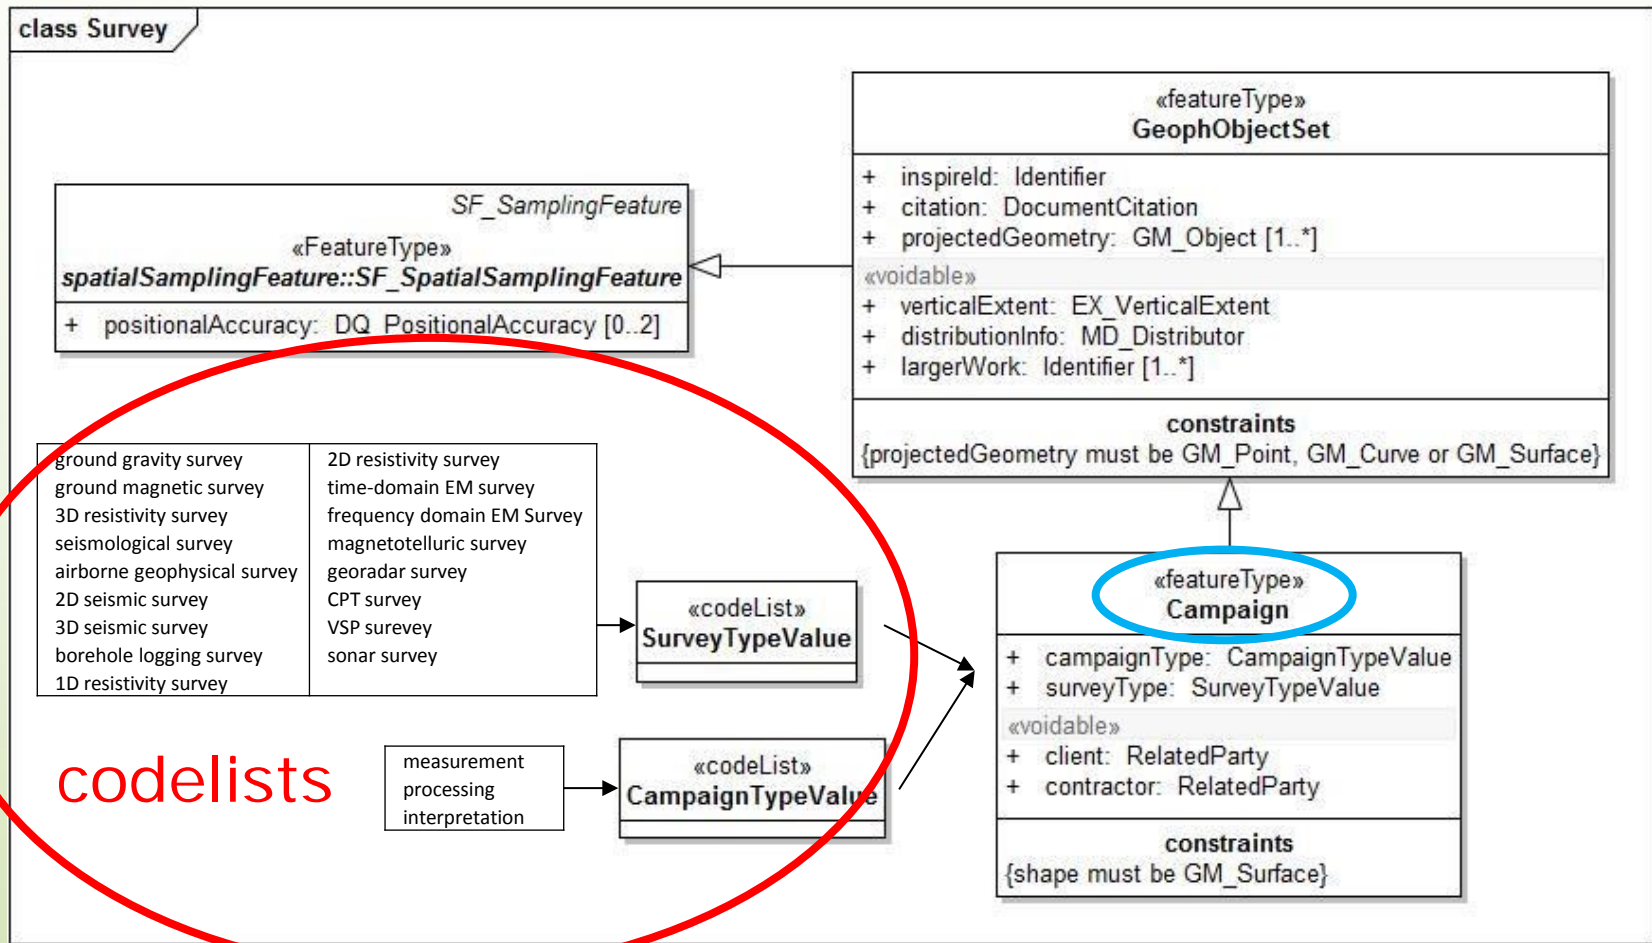 class Survey
«featureType»
GeophObjectSet
+ inspireId: Identifier
+ citation: DocumentCitation
+ projectedGeometry: GM_Object [1..*]
«voidable»
+ verticalExtent: EX_VerticalExtent
+ distributionInfo: MD_Distributor
+ largerWork: Identifier [1..*]
constraints
{projectedGeometry must be GM_Point, GM_Curve or GM_Surface}
SF_SamplingFeature
«FeatureType»
spatialSamplingFeature::SF_SpatialSamplingFeature
+ positionalAccuracy: DQ_PositionalAccuracy [0..2]
ground gravity survey
ground magnetic survey
3D resistivity survey
seismological survey
airborne geophysical survey
2D seismic survey
3D seismic survey
borehole logging survey
1D resistivity survey
2D resistivity survey
time-domain EM survey
frequency domain EM Survey
magnetotelluric survey
georadar survey
CPT survey
VSP surevey
sonar survey
«codeList»
SurveyTypeValue
«featureType»
Campaign
+ campaignType: CampaignTypeValue
+ surveyType: SurveyTypeValue
«voidable»
+ client: RelatedParty
+ contractor: RelatedParty
constraints
{shape must be GM_Surface}
codelists
measurement
processing
interpretation
«codeList»
CampaignTypeValue